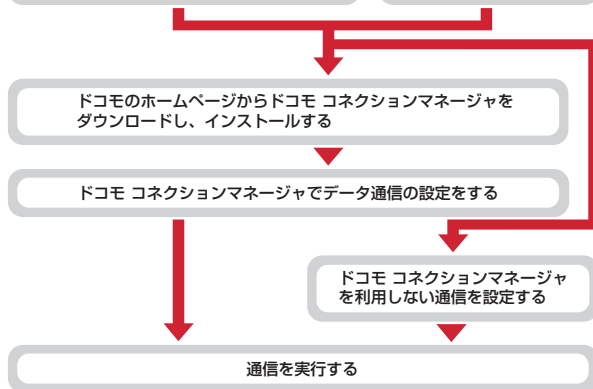 ドコモのホームページからドコモ コネクションマネージャを
ダウンロードし、インストールする
ドコモ コネクションマネージャでデータ通信の設定をする
ドコモ コネクションマネージャ
を利用しない通信を設定する
通信を実行する